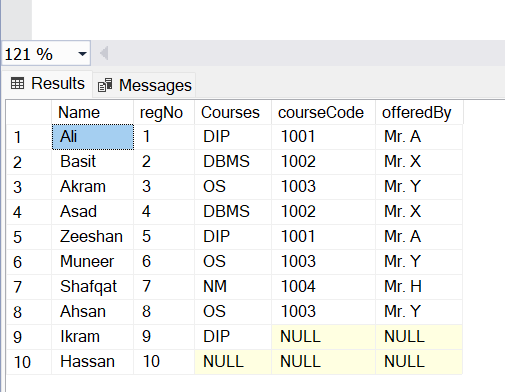 121 %
Results Messages
Name regNo Courses courseCode offeredBy
1 Ali 1 DIP 1001 Mr. A
2 Basit 2 DBMS 1002 Mr. X
3 Akram 3 OS 1003 Mr. Y
4 Asad 4 DBMS 1002 Mr. X
5 Zeeshan 5 DIP 1001 Mr. A
6 Muneer 6 OS 1003 Mr. Y
7 Shafqat 7 NM 1004 Mr. H
8 Ahsan 8 OS 1003 Mr. Y
9 Ikram 9 DIP NULL NULL
10 Hassan 10 NULL NULL NULL